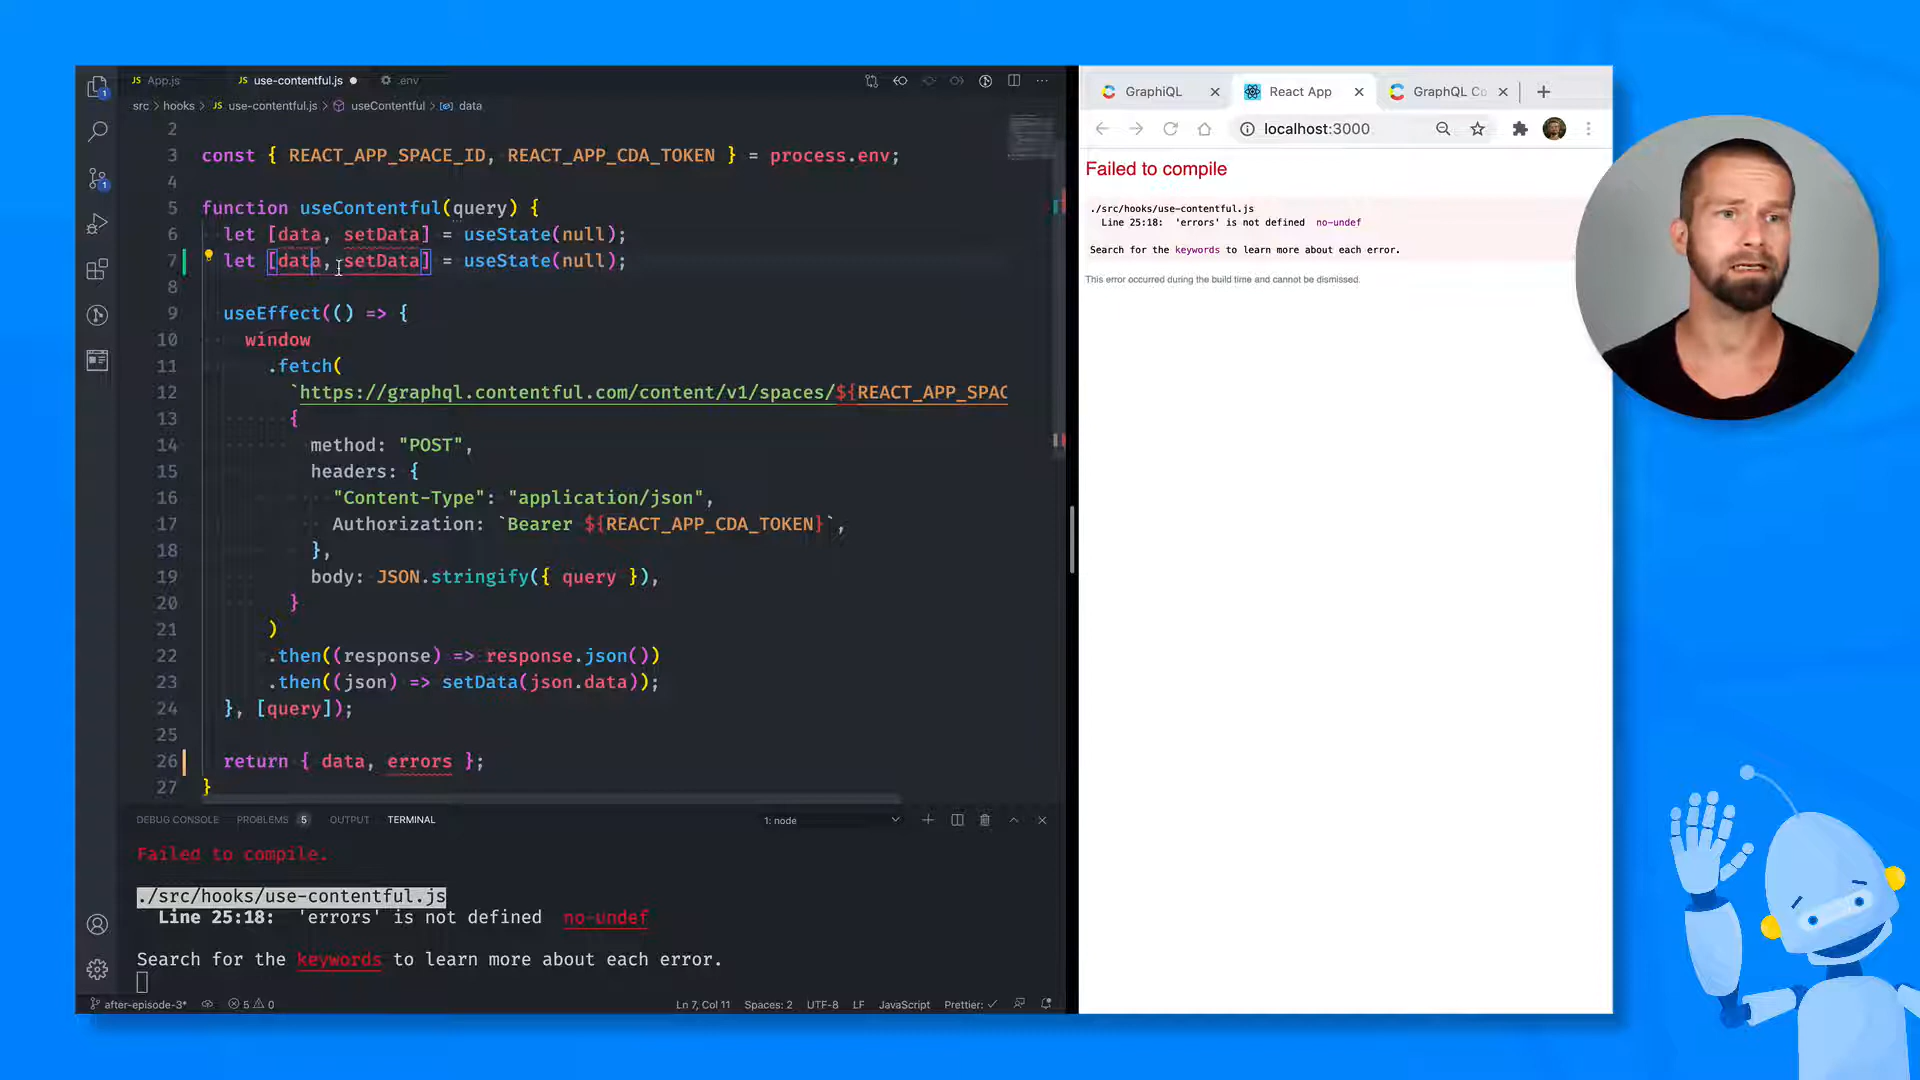 App.js
use-contentful.js
.env
src > hooks > use-contentful.js > useContentful > data
2
3 const { REACT_APP_SPACE_ID, REACT_APP_CDA_TOKEN } = process.env;
4
5 function useContentful(query) {
6 let [data, setData] = useState(null);
7 let [data, setData] = useState(null);
8
9 useEffect(() => {
10 window
11 .fetch(
12 `https://graphql.contentful.com/content/v1/spaces/${REACT_APP_SPAC
13 {
14 method: "POST",
15 headers: {
16 "Content-Type": "application/json",
17 Authorization: `Bearer ${REACT_APP_CDA_TOKEN}`,
18 },
19 body: JSON.stringify({ query }),
20 }
21 )
22 .then((response) => response.json())
23 .then((json) => setData(json.data));
24 }, [query]);
25
26 return { data, errors };
27 }
DEBUG CONSOLE PROBLEMS 5 OUTPUT TERMINAL 1: node
Failed to compile.
./src/hooks/use-contentful.js
Line 25:18: 'errors' is not defined no-undef
Search for the keywords to learn more about each error.
after-episode-3* 5 0 Ln 7, Col 11 Spaces: 2 UTF-8 LF JavaScript Prettier: ✓
GraphiQL
React App
GraphQL Co
localhost:3000
Failed to compile
./src/hooks/use-contentful.js
Line 25:18: 'errors' is not defined no-undef
Search for the keywords to learn more about each error.
This error occurred during the build time and cannot be dismissed.